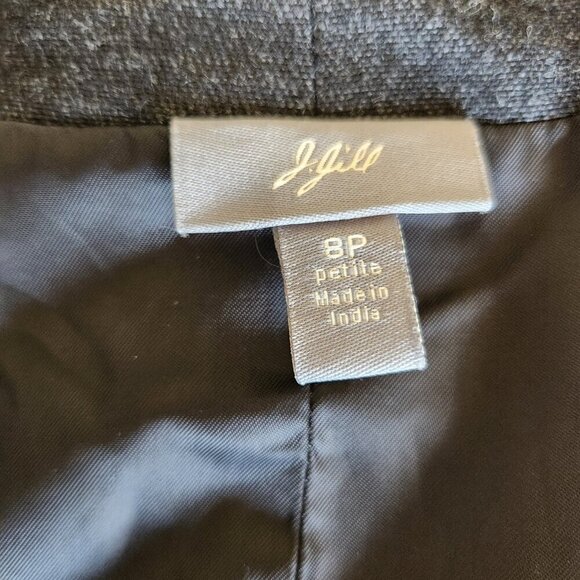 J.Jill
8P
petite
Made in
India